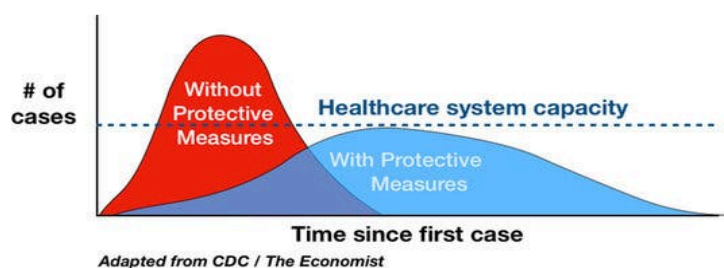 # of
cases
Without
Protective
Measures
Healthcare system capacity
With Protective
Measures
Time since first case
Adapted from CDC / The Economist